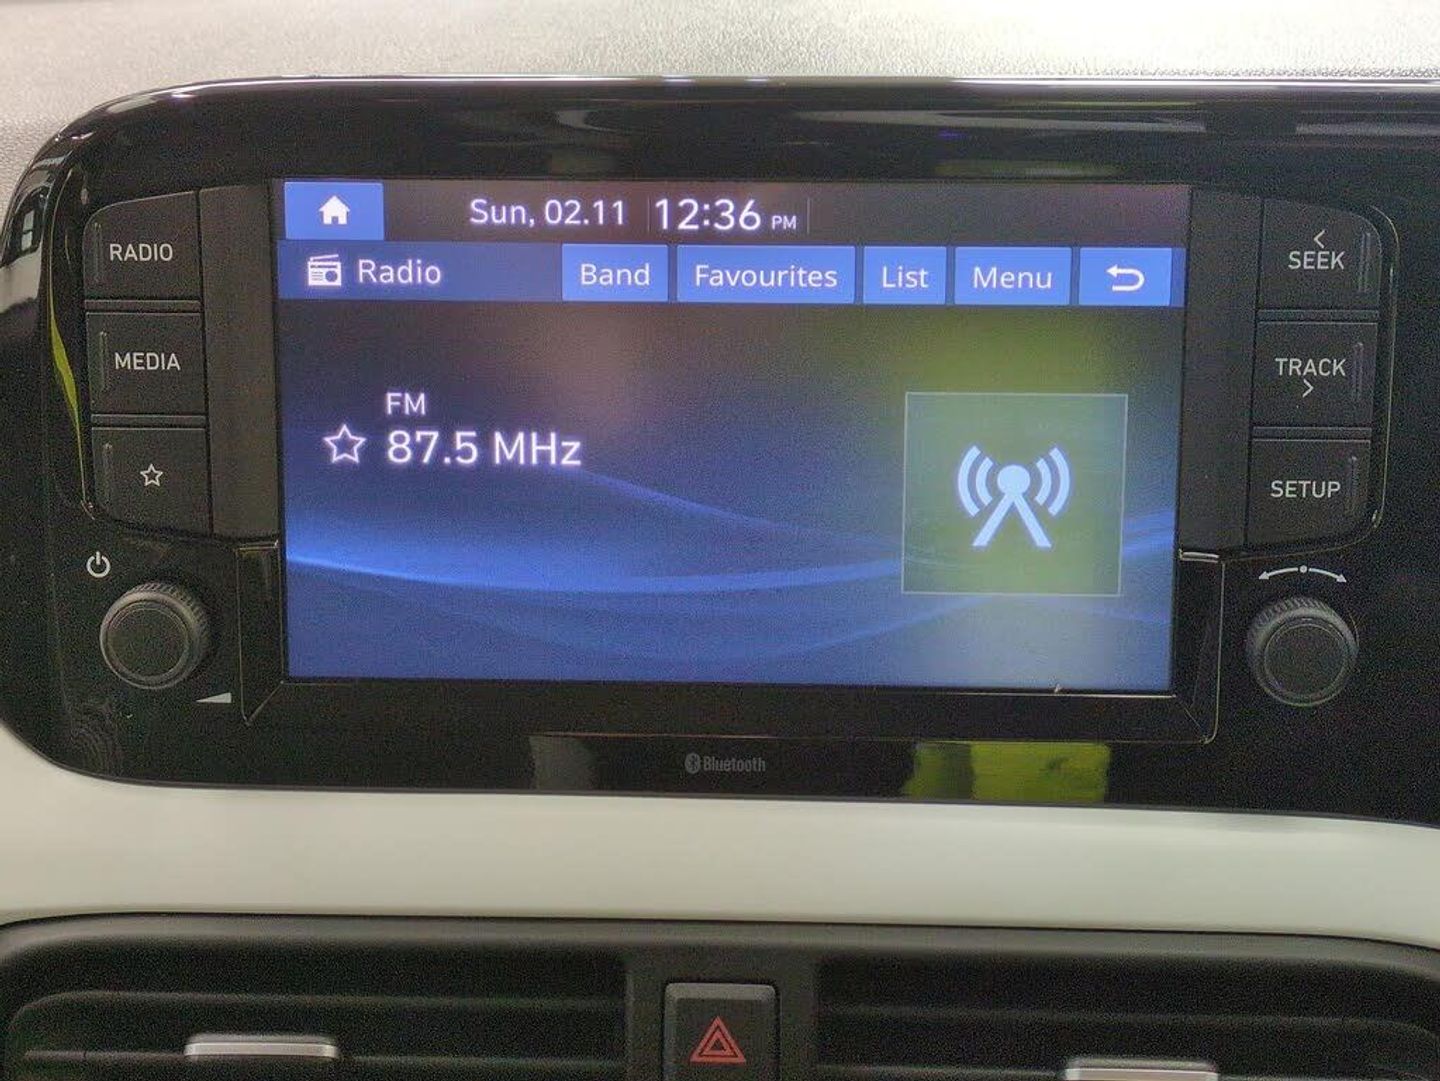 Sun, 02.11 12:36 PM
RADIO
SEEK
Radio Band Favourites List Menu
MEDIA
TRACK
FM
87.5 MHz
SETUP
Bluetooth